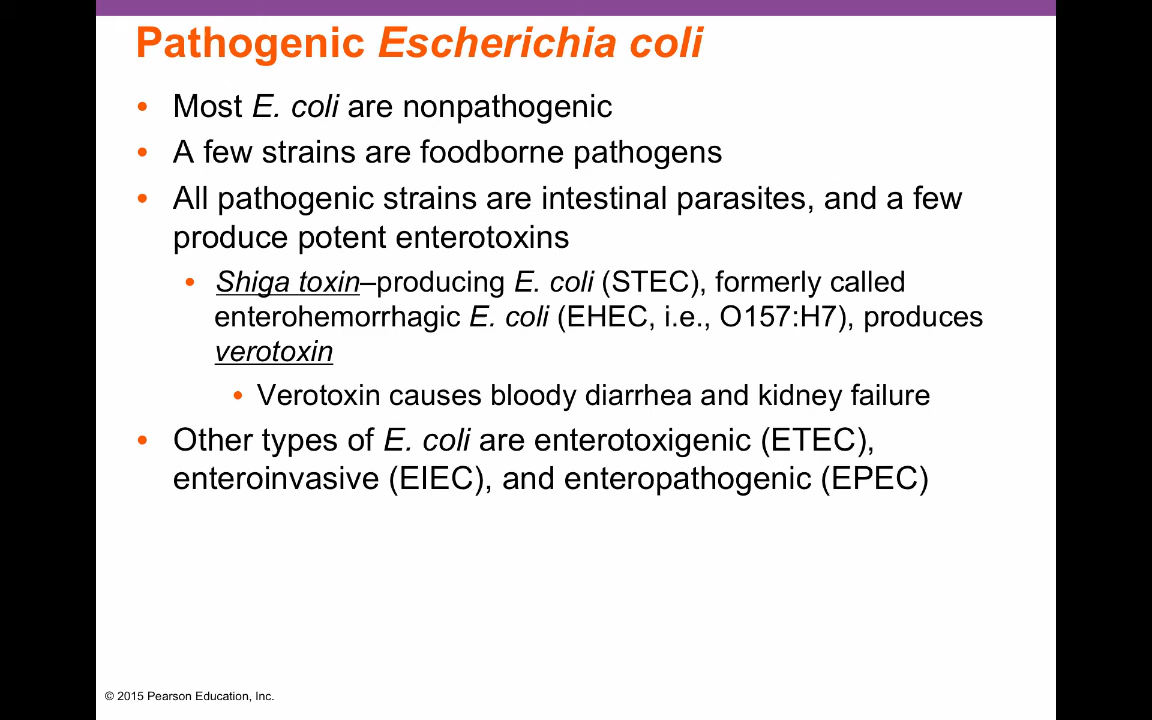 Pathogenic Escherichia coli
• Most E. coli are nonpathogenic
• A few strains are foodborne pathogens
• All pathogenic strains are intestinal parasites, and a few
produce potent enterotoxins
• Shiga toxin–producing E. coli (STEC), formerly called
enterohemorrhagic E. coli (EHEC, i.e., O157:H7), produces
verotoxin
• Verotoxin causes bloody diarrhea and kidney failure
• Other types of E. coli are enterotoxigenic (ETEC),
enteroinvasive (EIEC), and enteropathogenic (EPEC)
© 2015 Pearson Education, Inc.